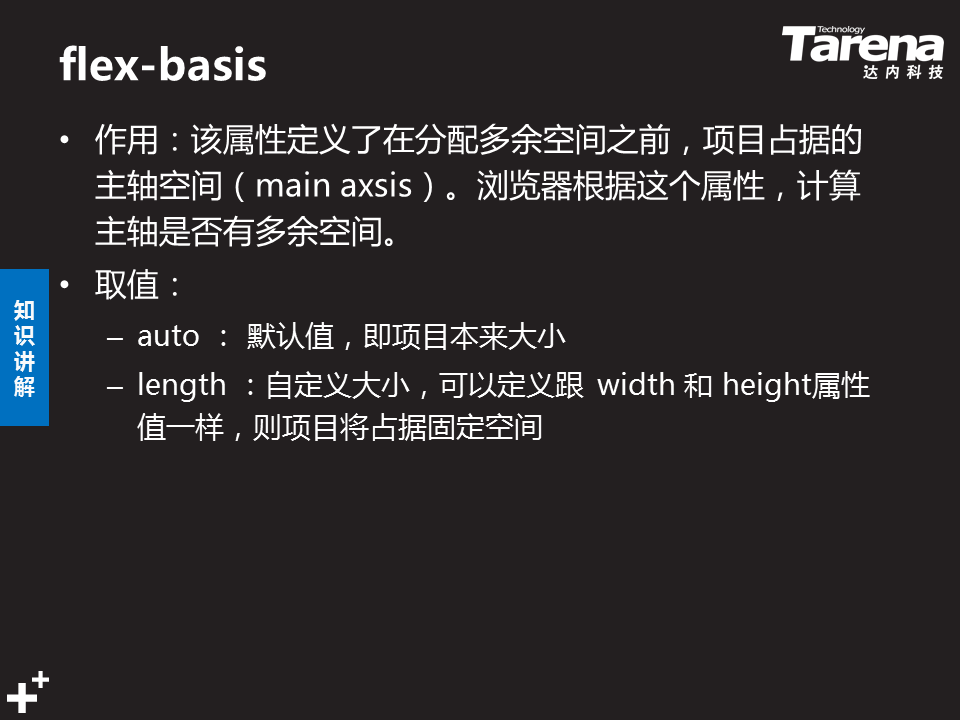 flex-basis
Technology
Tarena
达内科技
• 作用：该属性定义了在分配多余空间之前，项目占据的
主轴空间（main axsis）。浏览器根据这个属性，计算
主轴是否有多余空间。
• 取值：
– auto ： 默认值，即项目本来大小
– length ：自定义大小，可以定义跟 width 和 height属性
值一样，则项目将占据固定空间
知
识
讲
解